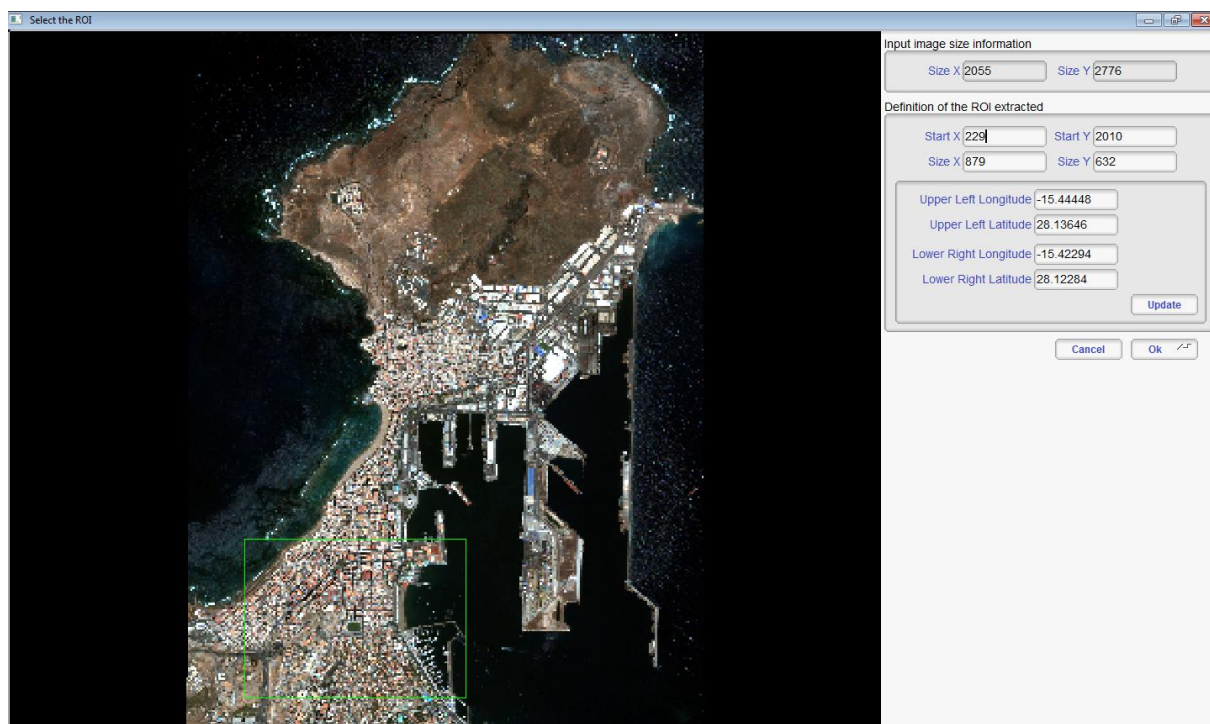 Select the ROI
Input image size information
Size X 2055 Size Y 2776
Definition of the ROI extracted
Start X 229 Start Y 2010
Size X 879 Size Y 632
Upper Left Longitude -15.44448
Upper Left Latitude 28.13646
Lower Right Longitude -15.42294
Lower Right Latitude 28.12284
Update
Cancel Ok